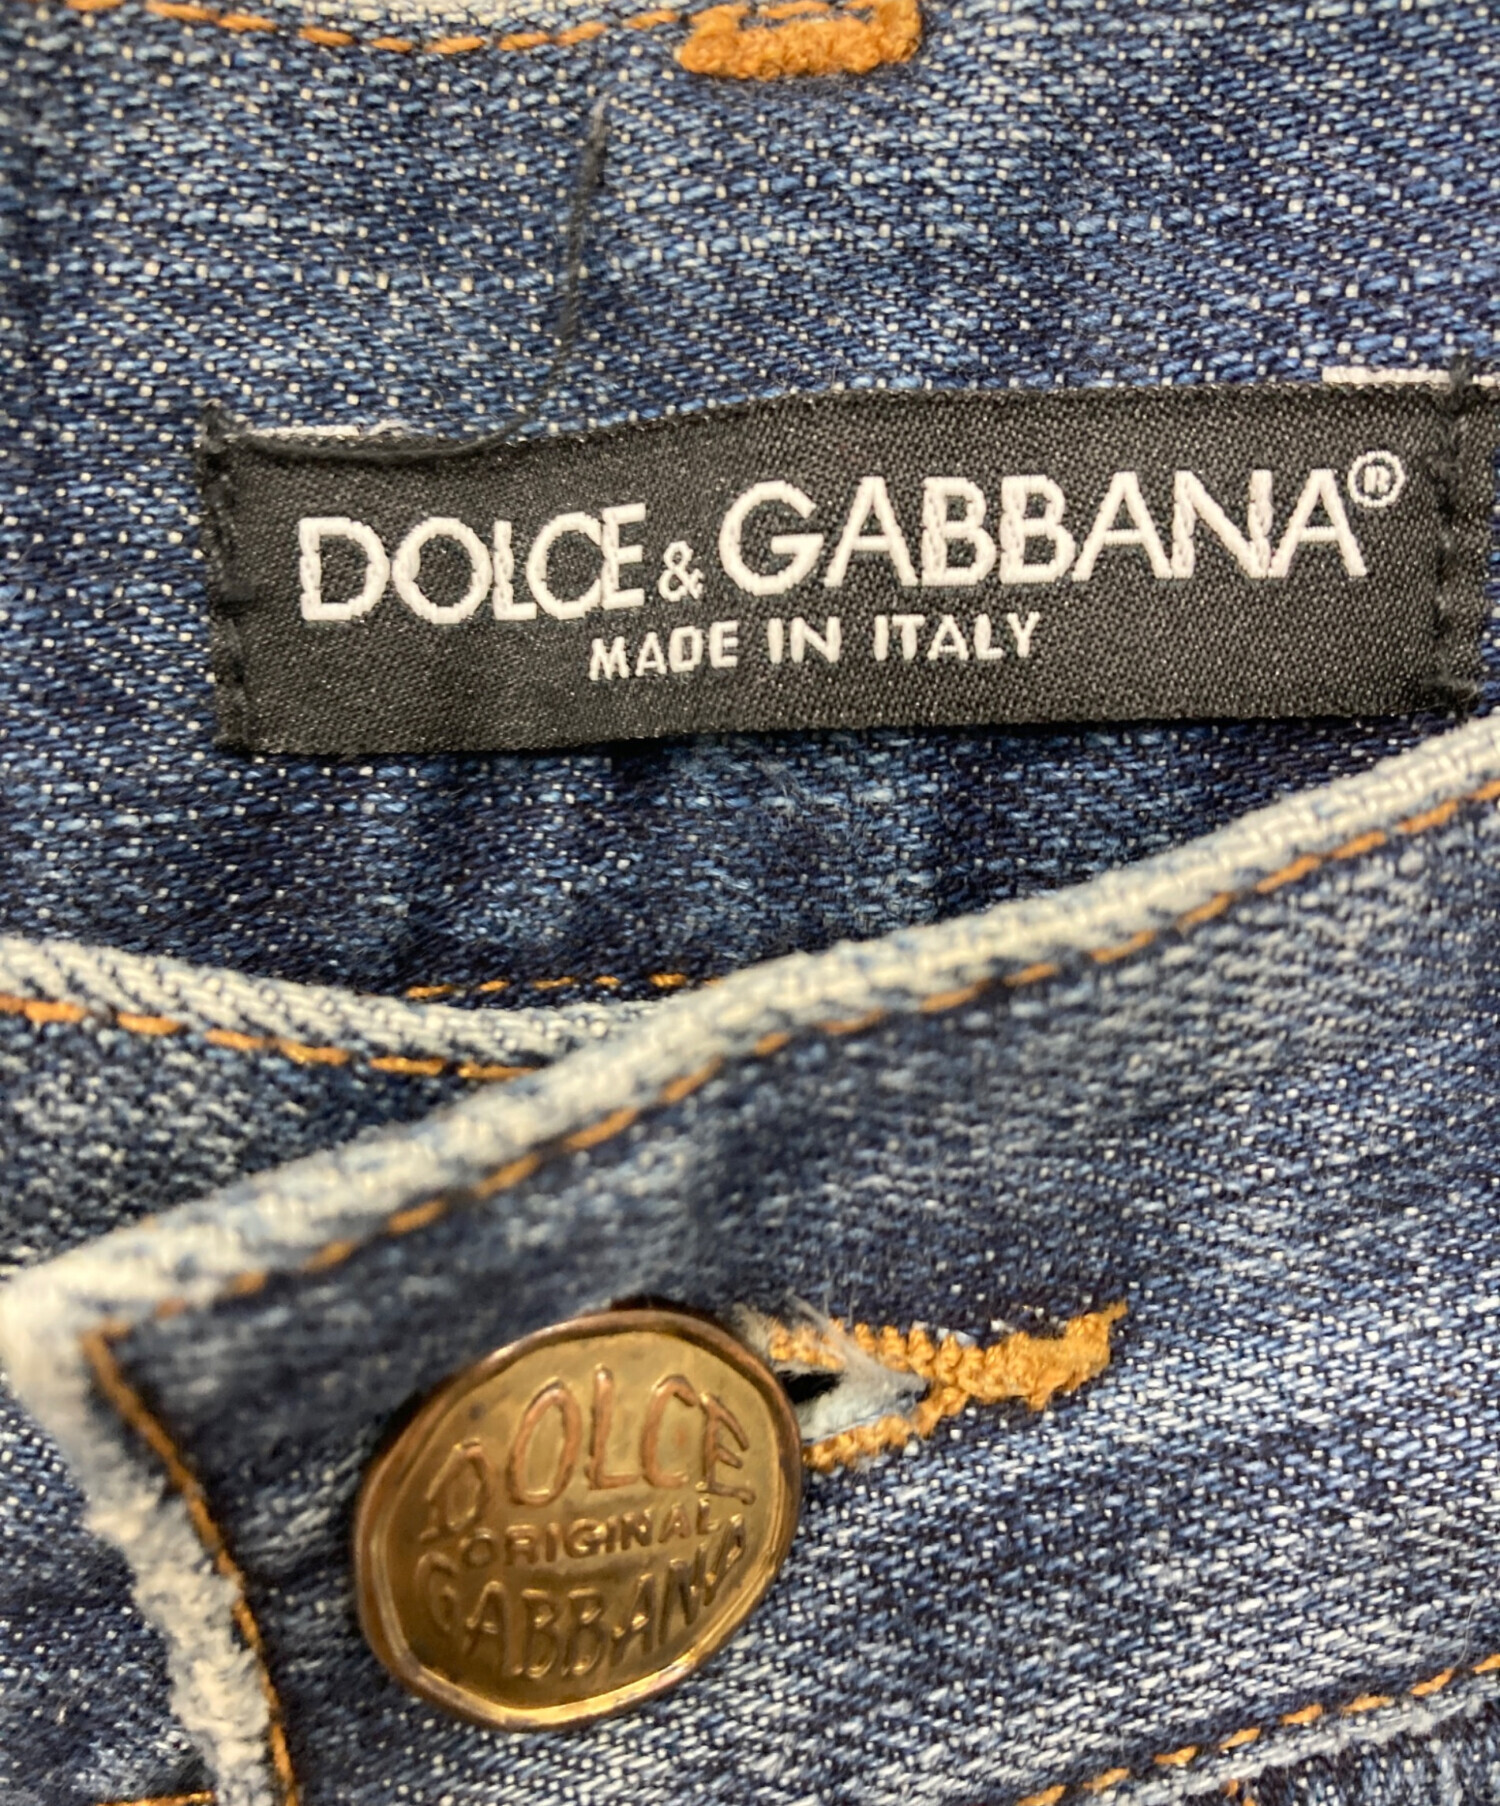 DOLCE & GABBANA®
MADE IN ITALY
DOLCE
ORIGINAL
GABBANA